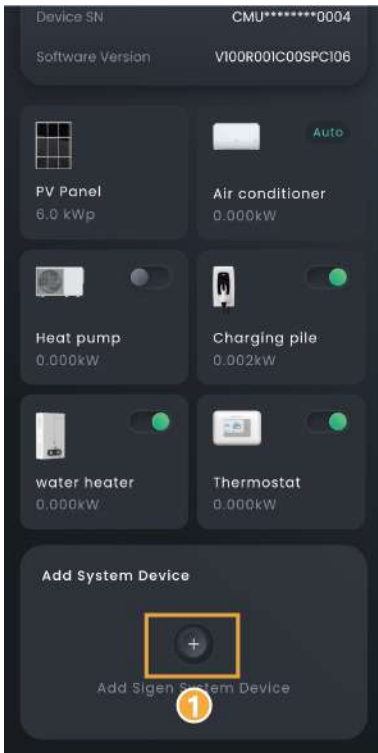 Device SN CMU********0004
Software Version V100R001C00SPC106
Auto
PV Panel
6.0 kWp
Air conditioner
0.000kW
Heat pump
0.000kW
Charging pile
0.002kW
water heater
0.000kW
Thermostat
0.000kW
Add System Device
+
Add Sigen System Device
1